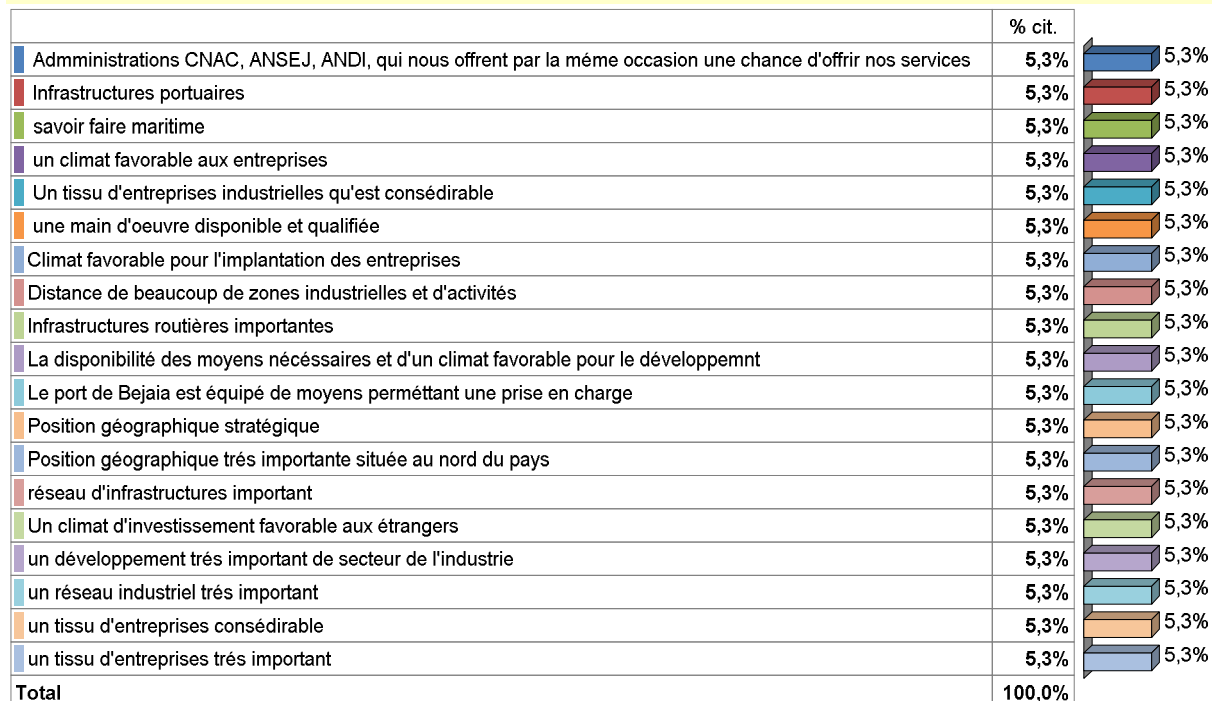 % cit.
Admministrations CNAC, ANSEJ, ANDI, qui nous offrent par la méme occasion une chance d'offrir nos services 5,3% 5,3%
Infrastructures portuaires 5,3% 5,3%
savoir faire maritime 5,3% 5,3%
un climat favorable aux entreprises 5,3% 5,3%
Un tissu d'entreprises industrielles qu'est consédirable 5,3% 5,3%
une main d'oeuvre disponible et qualifiée 5,3% 5,3%
Climat favorable pour l'implantation des entreprises 5,3% 5,3%
Distance de beaucoup de zones industrielles et d'activités 5,3% 5,3%
Infrastructures routières importantes 5,3% 5,3%
La disponibilité des moyens nécéssaires et d'un climat favorable pour le développemnt 5,3% 5,3%
Le port de Bejaia est équipé de moyens perméttant une prise en charge 5,3% 5,3%
Position géographique stratégique 5,3% 5,3%
Position géographique trés importante située au nord du pays 5,3% 5,3%
réseau d'infrastructures important 5,3% 5,3%
Un climat d'investissement favorable aux étrangers 5,3% 5,3%
un développement trés important de secteur de l'industrie 5,3% 5,3%
un réseau industriel trés important 5,3% 5,3%
un tissu d'entreprises consédirable 5,3% 5,3%
un tissu d'entreprises trés important 5,3% 5,3%
Total 100,0%